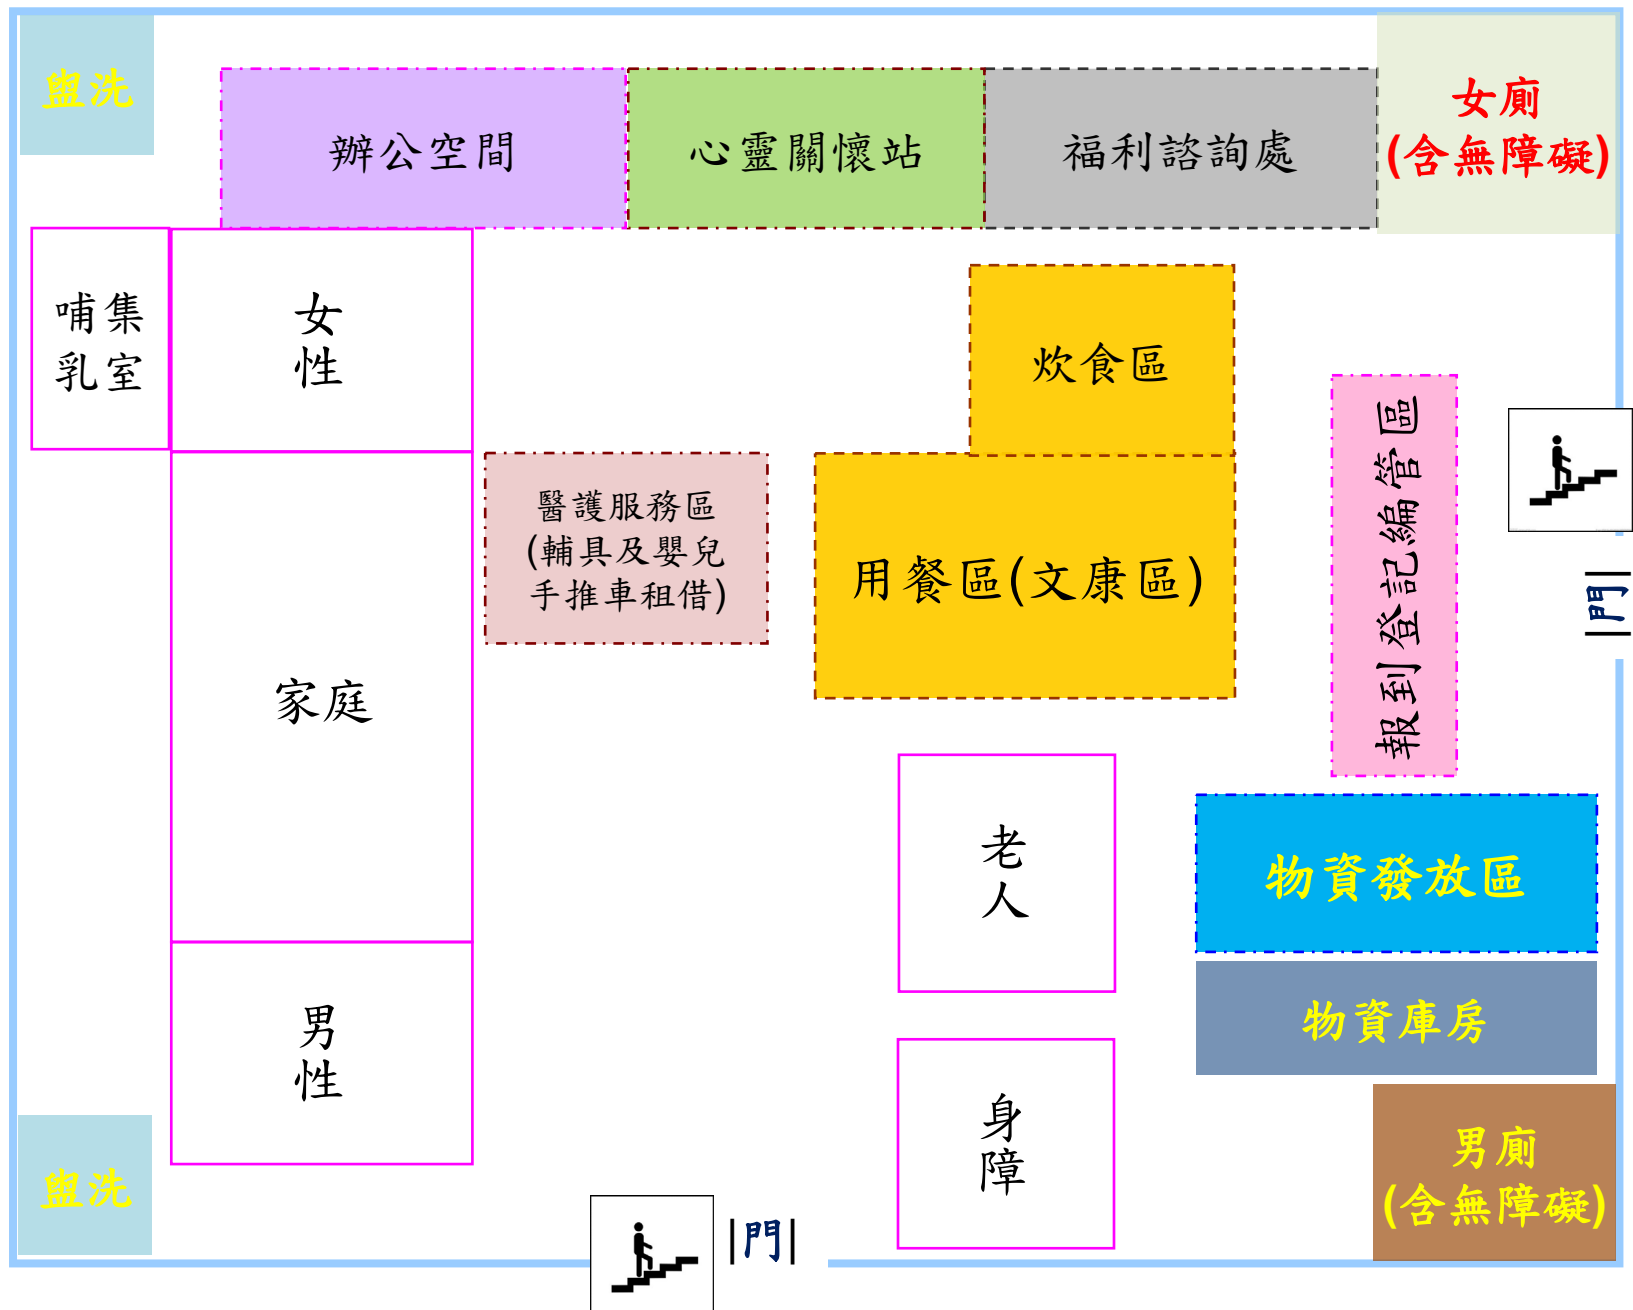 盥洗
辦公空間
心靈關懷站
福利諮詢處
女廁
(含無障礙)
哺集
乳室
女
性
炊食區
醫護服務區
(輔具及嬰兒
手推車租借)
用餐區(文康區)
報到登記編管區
|門|
家庭
老
人
物資發放區
物資庫房
男
性
身
障
男廁
(含無障礙)
盥洗
|門|